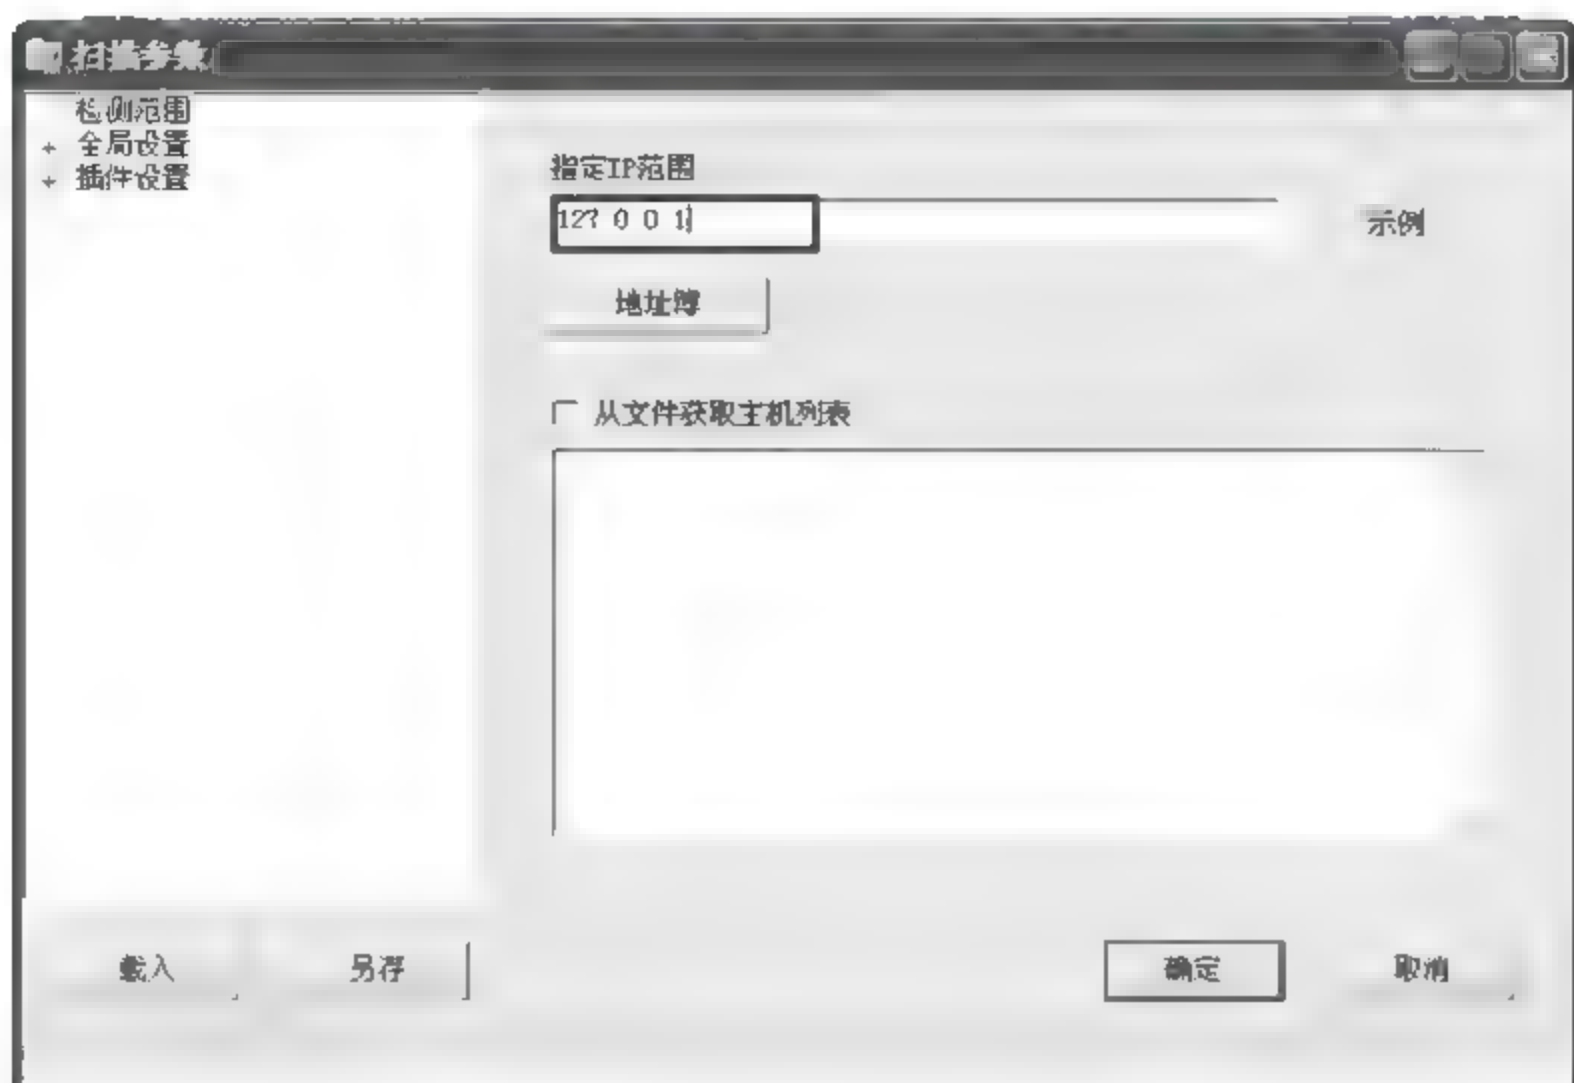 扫描参数
检测范围
全局设置
插件设置
指定IP范围
127 0 0 1
示例
地址簿
从文件获取主机列表
载入
另存
确定
取消